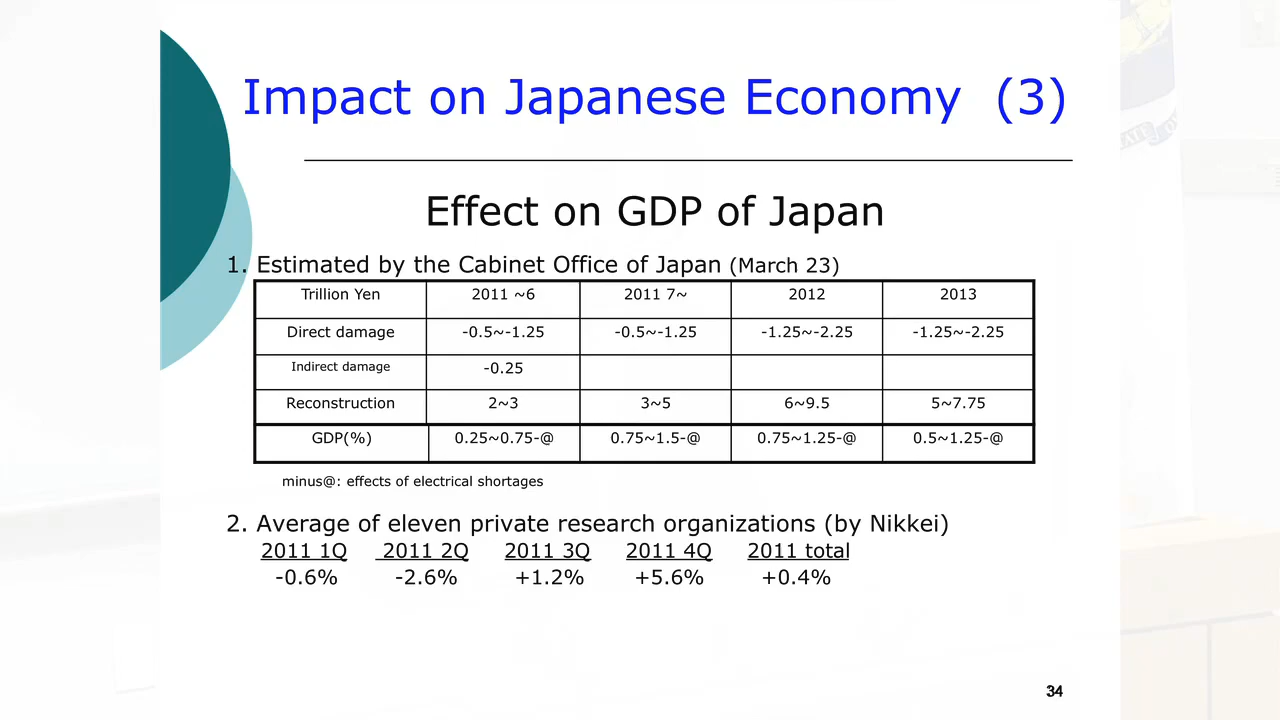 Impact on Japanese Economy (3)
Effect on GDP of Japan
1. Estimated by the Cabinet Office of Japan (March 23)
Trillion Yen 2011 ~6 2011 7~ 2012 2013
Direct damage -0.5~-1.25 -0.5~-1.25 -1.25~-2.25 -1.25~-2.25
Indirect damage -0.25
Reconstruction 2~3 3~5 6~9.5 5~7.75
GDP(%) 0.25~0.75-@ 0.75~1.5-@ 0.75~1.25-@ 0.5~1.25-@
minus@: effects of electrical shortages
2. Average of eleven private research organizations (by Nikkei)
2011 1Q 2011 2Q 2011 3Q 2011 4Q 2011 total
-0.6% -2.6% +1.2% +5.6% +0.4%
34